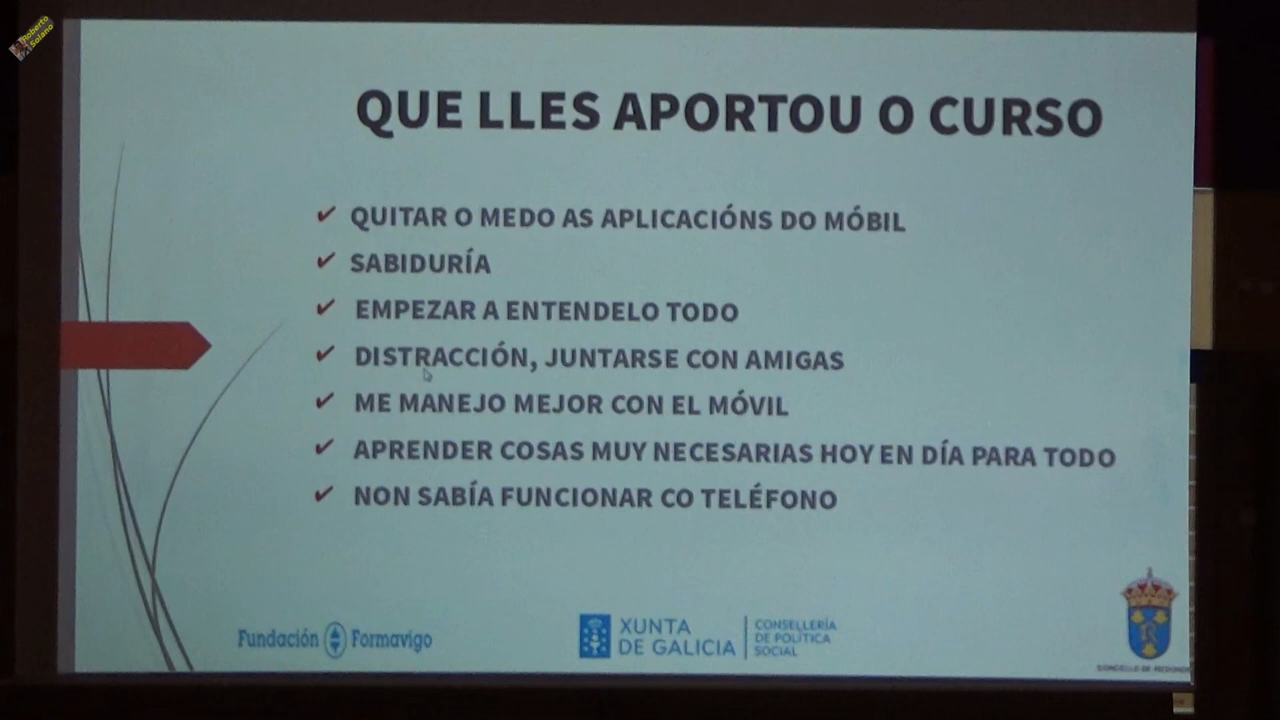 Roberto
Solano
QUE LLES APORTOU O CURSO
✔ QUITAR O MEDO AS APLICACIÓNS DO MÓBIL
✔ SABIDURÍA
✔ EMPEZAR A ENTENDELO TODO
✔ DISTRACCIÓN, JUNTARSE CON AMIGAS
✔ ME MANEJO MEJOR CON EL MÓVIL
✔ APRENDER COSAS MUY NECESARIAS HOY EN DÍA PARA TODO
✔ NON SABÍA FUNCIONAR CO TELÉFONO
Fundación Formavigo
XUNTA
DE GALICIA
CONSELLERÍA
DE POLÍTICA
SOCIAL
CONCELLO DE